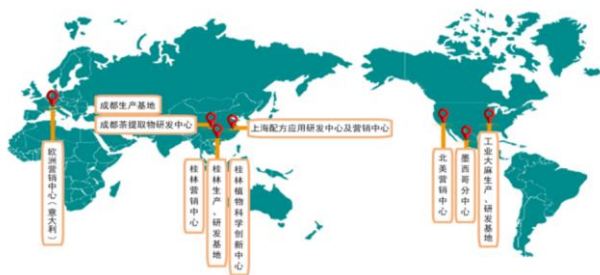 成都生产基地
成都茶提取物研发中心
上海配方应用研发中心及营销中心
欧洲营销中心（意大利）
桂林营销中心
桂林生产、研发基地
桂林植物科学创新中心
北美营销中心
墨西哥分中心
工业大麻生产、研发基地